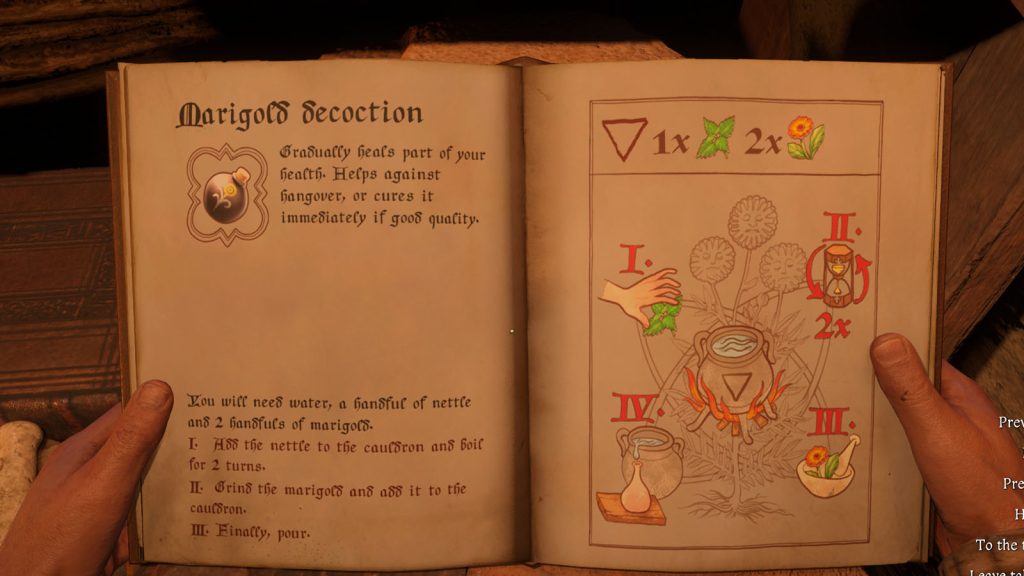 Marigold decoction
Gradually heals part of your
health. Helps against
hangover, or cures it
immediately if good quality.
You will need water, a handful of nettle
and 2 handfuls of marigold.
I. Add the nettle to the cauldron and boil
for 2 turns.
II. Grind the marigold and add it to the
cauldron.
III. Finally, pour.
1x 2x
I.
II.
2x
IV.
III.
Prev
Pre
H
To the t
Leave to